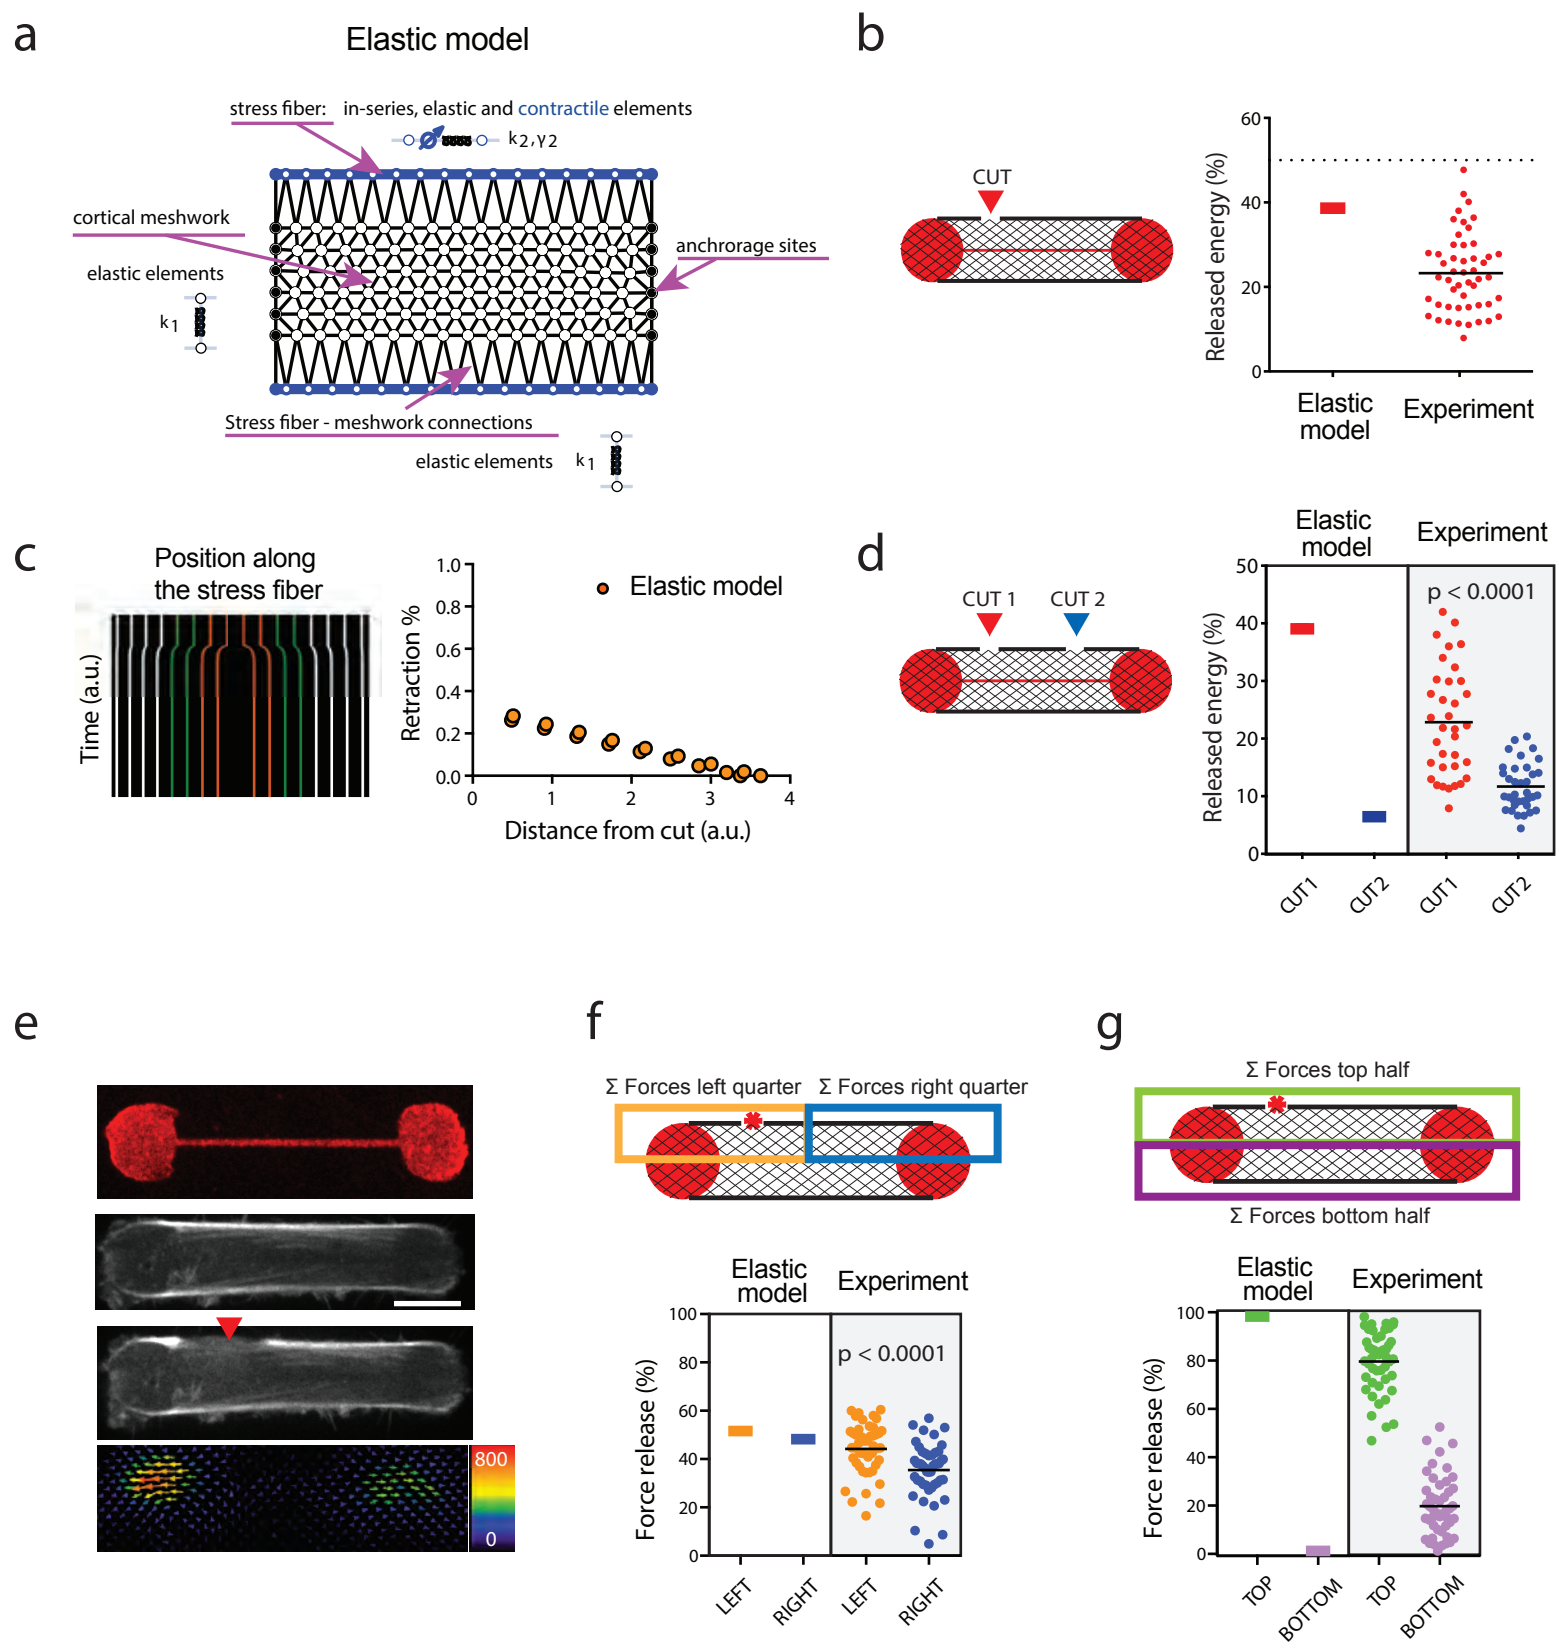 a
Elastic model
stress fiber: in-series, elastic and contractile elements
k2,γ2
cortical meshwork
elastic elements
k1
anchrorage sites
Stress fiber - meshwork connections
elastic elements k1
b
CUT
Released energy (%)
60
40
20
0
Elastic model
Experiment
c
Position along
the stress fiber
Time (a.u.)
Retraction %
1.0
0.8
0.6
0.4
0.2
0.0
Elastic model
0 1 2 3 4
Distance from cut (a.u.)
d
CUT 1 CUT 2
Elastic model
Experiment
Released energy (%)
50
40
30
20
10
0
p < 0.0001
CUT1 CUT2 CUT1 CUT2
e
800
0
f
Σ Forces left quarter Σ Forces right quarter
Elastic model
Experiment
Force release (%)
100
80
60
40
20
0
p < 0.0001
LEFT RIGHT LEFT RIGHT
g
Σ Forces top half
Σ Forces bottom half
Elastic model
Experiment
Force release (%)
100
80
60
40
20
0
TOP BOTTOM TOP BOTTOM